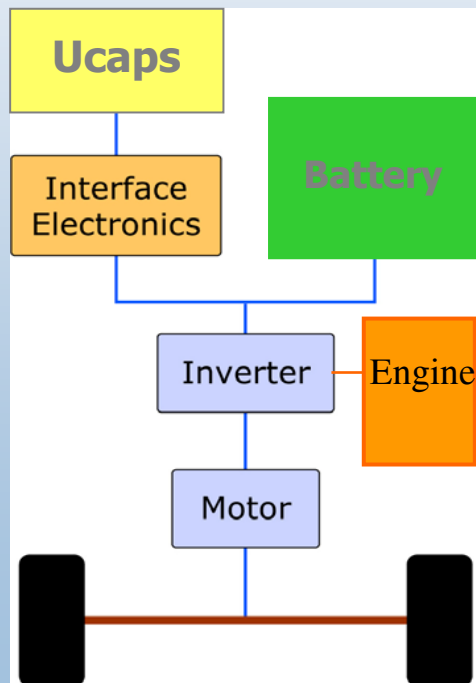 Ucaps
Battery
Interface
Electronics
Inverter
Engine
Motor